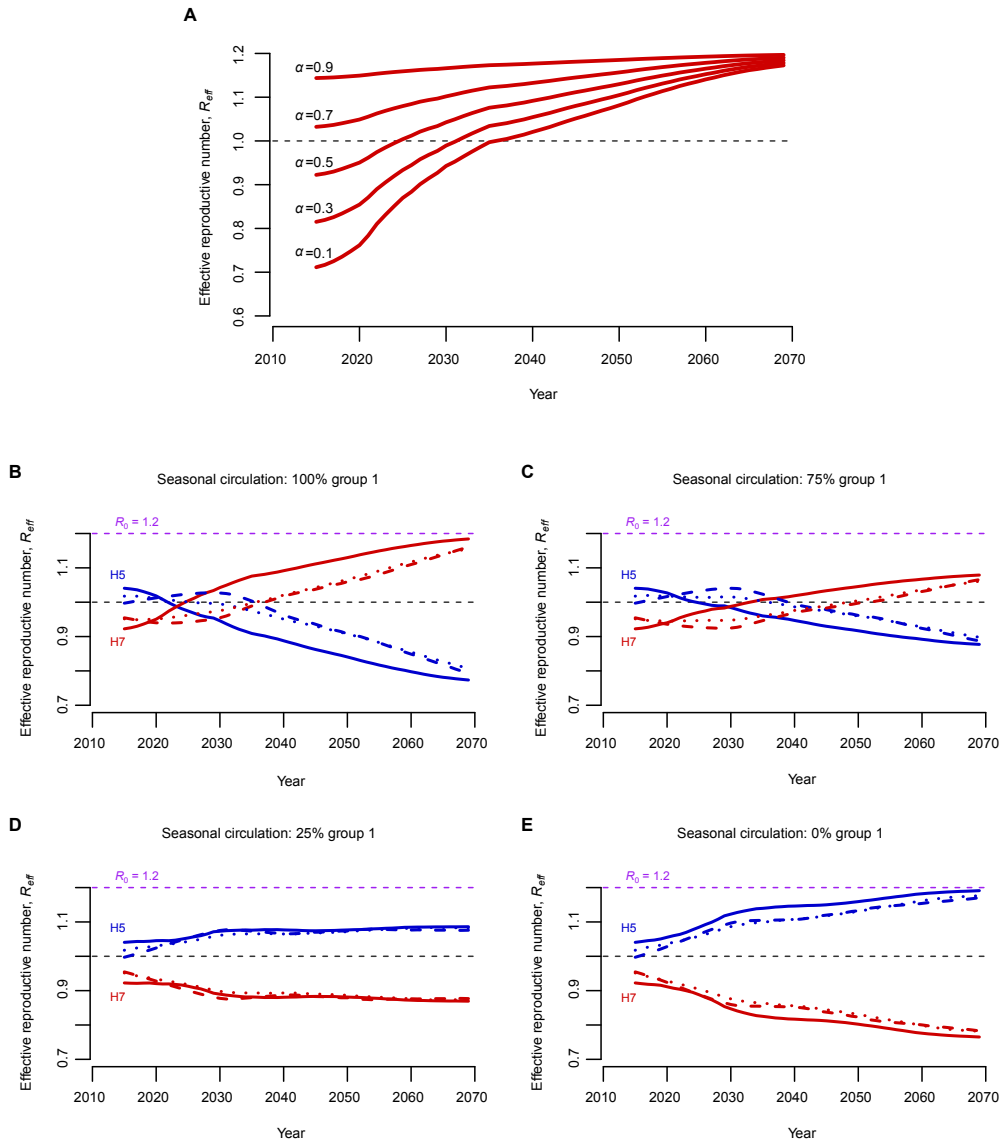 A
Effective reproductive number, Reff
1.2
1.1
1.0
0.9
0.8
0.7
0.6
α=0.9
α=0.7
α=0.5
α=0.3
α=0.1
2010 2020 2030 2040 2050 2060 2070
Year
B
Seasonal circulation: 100% group 1
Effective reproductive number, Reff
R0 = 1.2
1.1
0.9
0.7
H5
H7
2010 2020 2030 2040 2050 2060 2070
Year
C
Seasonal circulation: 75% group 1
Effective reproductive number, Reff
R0 = 1.2
1.1
0.9
0.7
H5
H7
2010 2020 2030 2040 2050 2060 2070
Year
D
Seasonal circulation: 25% group 1
Effective reproductive number, Reff
R0 = 1.2
1.1
0.9
0.7
H5
H7
2010 2020 2030 2040 2050 2060 2070
Year
E
Seasonal circulation: 0% group 1
Effective reproductive number, Reff
R0 = 1.2
1.1
0.9
0.7
H5
H7
2010 2020 2030 2040 2050 2060 2070
Year